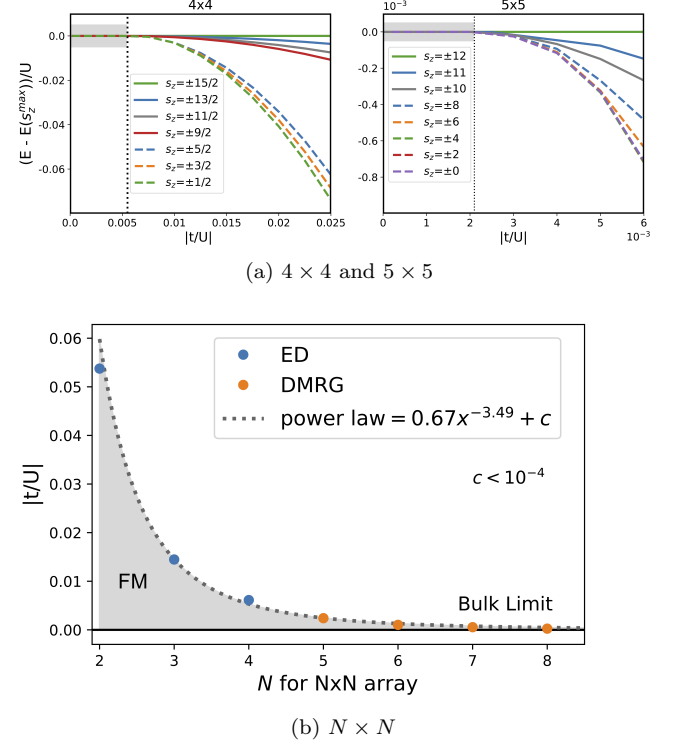 4x4
(E - E(s_z^{max}))/U
0.0
-0.02
-0.04
-0.06
s_z=±15/2
s_z=±13/2
s_z=±11/2
s_z=±9/2
s_z=±5/2
s_z=±3/2
s_z=±1/2
0.0 0.005 0.01 0.015 0.02 0.025
|t/U|
10^{-3} 5x5
0.0
-0.2
-0.4
-0.6
-0.8
s_z=±12
s_z=±11
s_z=±10
s_z=±8
s_z=±6
s_z=±4
s_z=±2
s_z=±0
0 1 2 3 4 5 6
|t/U| 10^{-3}
(a) 4 × 4 and 5 × 5
|t/U|
0.06
0.05
0.04
0.03
0.02
0.01
0.00
ED
DMRG
power law = 0.67x^{-3.49} + c
c < 10^{-4}
FM
Bulk Limit
2 3 4 5 6 7 8
N for NxN array
(b) N × N